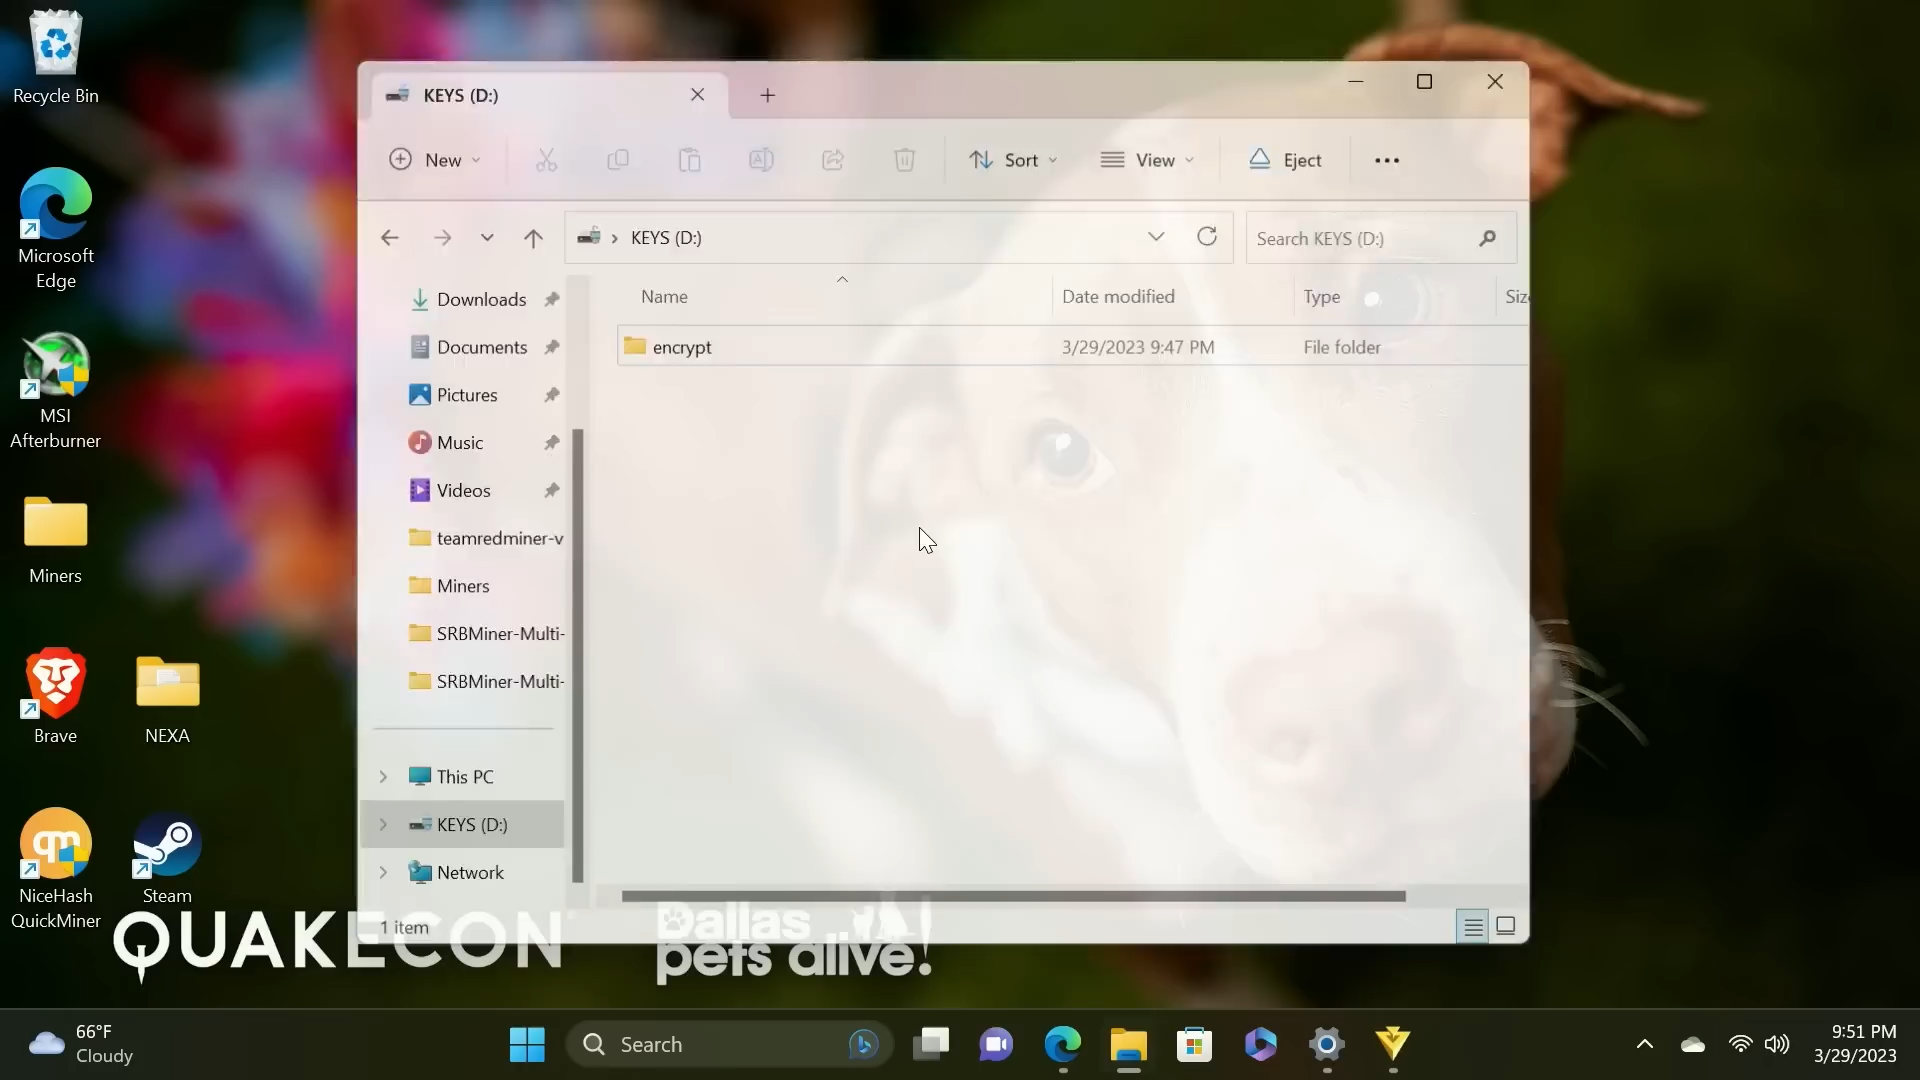 Recycle Bin
Microsoft
Edge
MSI
Afterburner
Miners
Brave
NEXA
NiceHash
QuickMiner
Steam
KEYS (D:)
New
Sort
View
Eject
KEYS (D:)
Search KEYS (D:)
Name
Date modified
Type
Siz
encrypt
3/29/2023 9:47 PM
File folder
Downloads
Documents
Pictures
Music
Videos
teamredminer-v
Miners
SRBMiner-Multi-
SRBMiner-Multi-
This PC
KEYS (D:)
Network
1 item
QUAKECON
Dallas
pets alive!
66°F
Cloudy
Search
9:51 PM
3/29/2023